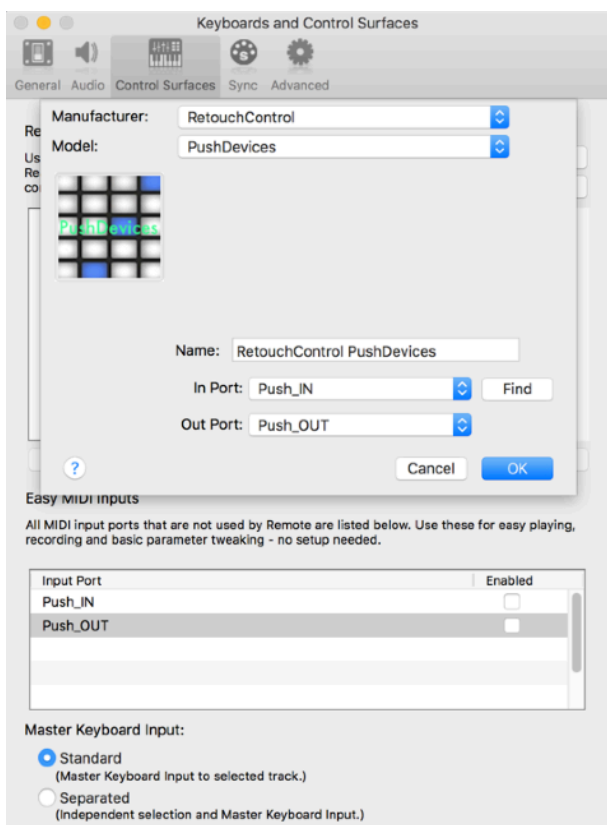 Keyboards and Control Surfaces
General Audio Control Surfaces Sync Advanced
Manufacturer: RetouchControl
Re
Model: PushDevices
Us
Re
co
PushDevices
Name: RetouchControl PushDevices
In Port: Push_IN Find
Out Port: Push_OUT
? Cancel OK
Easy MIDI Inputs
All MIDI input ports that are not used by Remote are listed below. Use these for easy playing,
recording and basic parameter tweaking - no setup needed.
Input Port Enabled
Push_IN
Push_OUT
Master Keyboard Input:
Standard
(Master Keyboard Input to selected track.)
Separated
(Independent selection and Master Keyboard Input.)